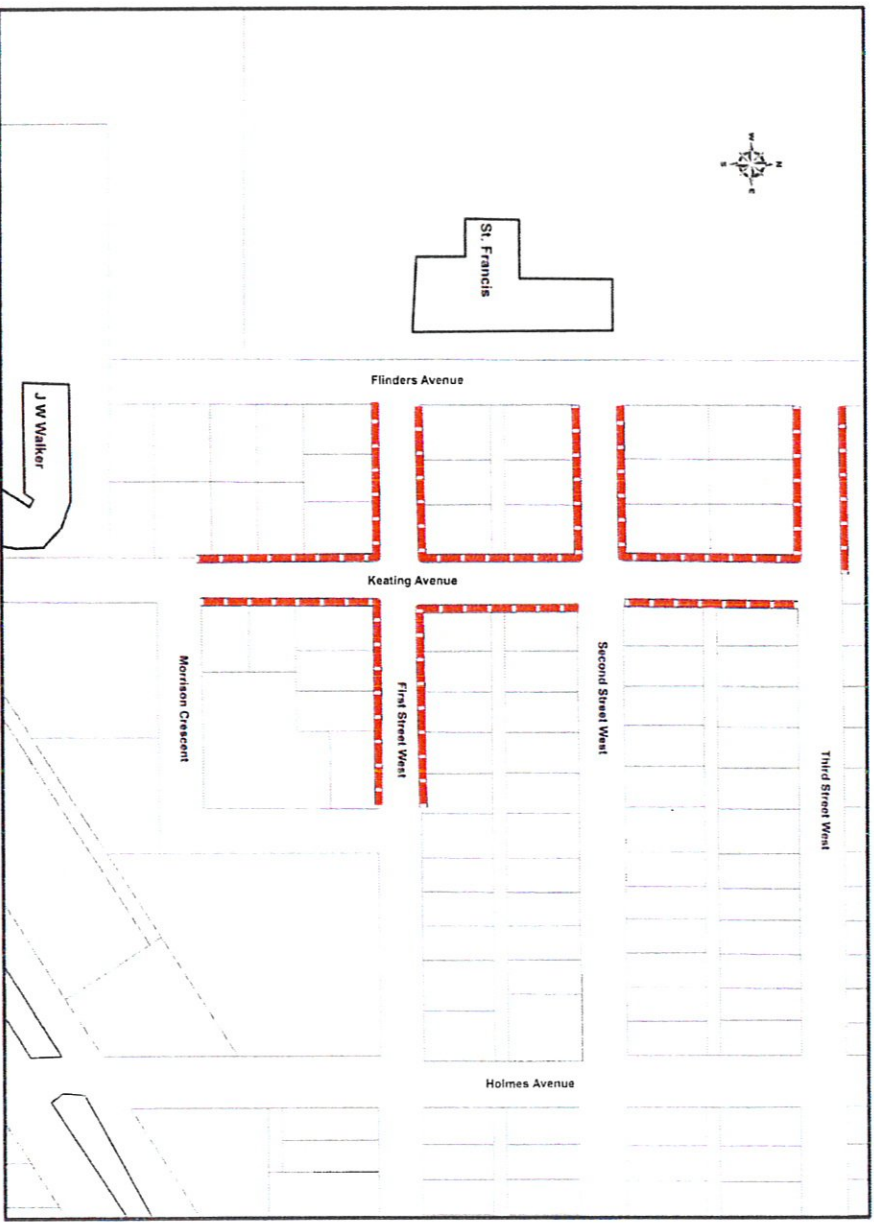 N
W
E
S
St. Francis
J W Walker
Flinders Avenue
Keating Avenue
Morrison Crescent
First Street West
Second Street West
Third Street West
Holmes Avenue